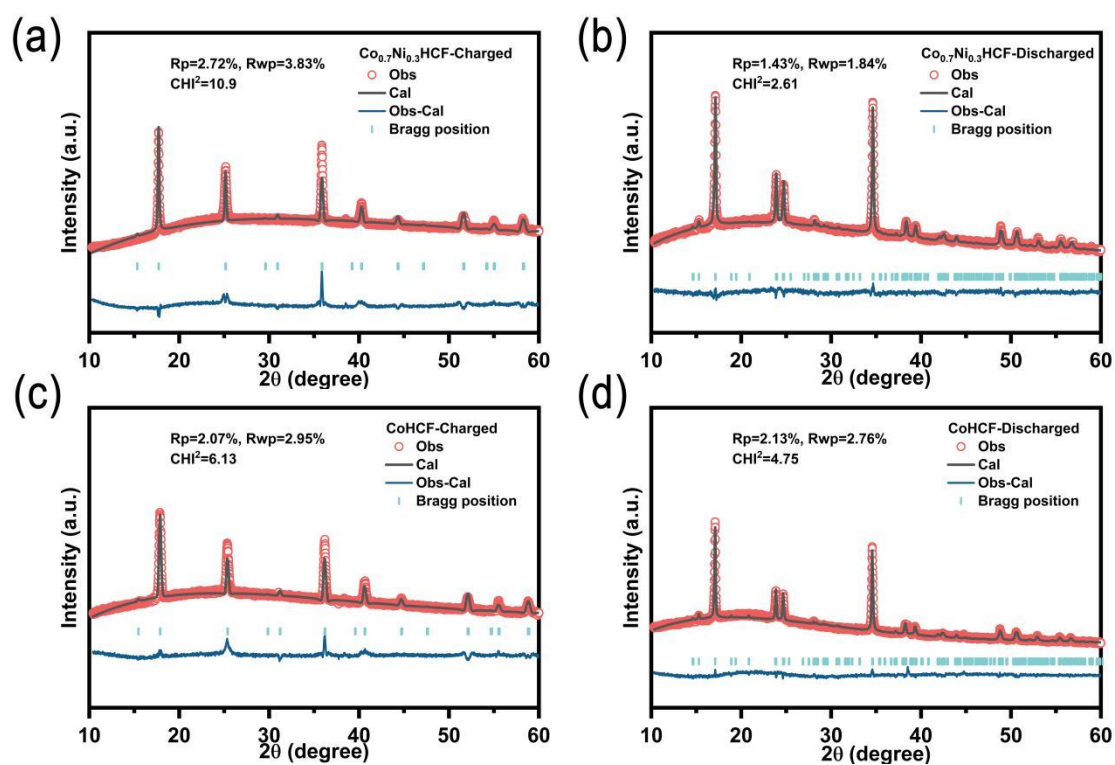 (a)
Rp=2.72%, Rwp=3.83%
CHI²=10.9
Co₀.₇Ni₀.₃HCF-Charged
Obs
Cal
Obs-Cal
Bragg position
Intensity (a.u.)
10 20 30 40 50 60
2θ (degree)
(b)
Rp=1.43%, Rwp=1.84%
CHI²=2.61
Co₀.₇Ni₀.₃HCF-Discharged
Obs
Cal
Obs-Cal
Bragg position
Intensity (a.u.)
10 20 30 40 50 60
2θ (degree)
(c)
Rp=2.07%, Rwp=2.95%
CHI²=6.13
CoHCF-Charged
Obs
Cal
Obs-Cal
Bragg position
Intensity (a.u.)
10 20 30 40 50 60
2θ (degree)
(d)
Rp=2.13%, Rwp=2.76%
CHI²=4.75
CoHCF-Discharged
Obs
Cal
Obs-Cal
Bragg position
Intensity (a.u.)
10 20 30 40 50 60
2θ (degree)